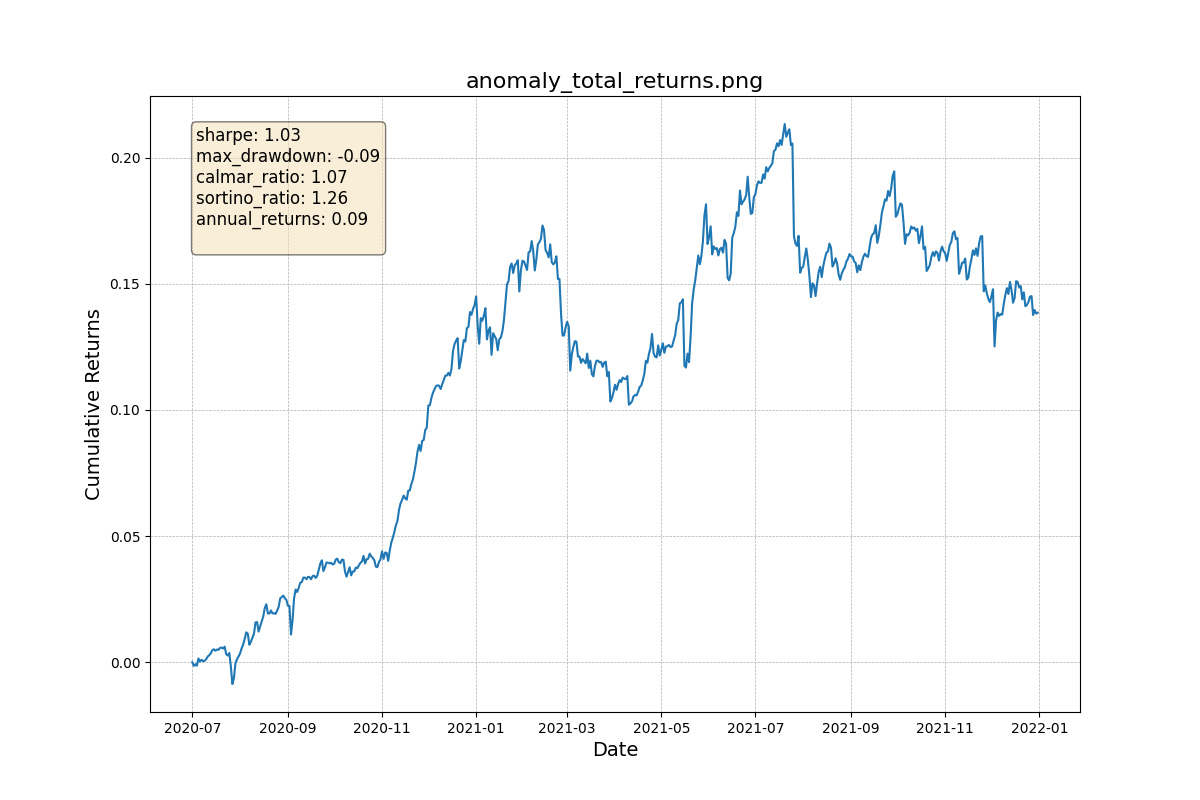 anomaly_total_returns.png
sharpe: 1.03
max_drawdown: -0.09
calmar_ratio: 1.07
sortino_ratio: 1.26
annual_returns: 0.09
Cumulative Returns
0.20
0.15
0.10
0.05
0.00
2020-07 2020-09 2020-11 2021-01 2021-03 2021-05 2021-07 2021-09 2021-11 2022-01
Date